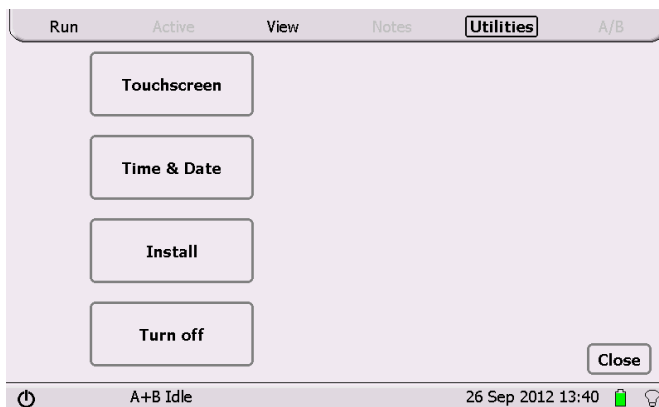 Run Active View Notes Utilities A/B
Touchscreen
Time & Date
Install
Turn off
Close
A+B Idle 26 Sep 2012 13:40